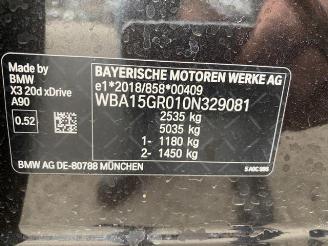 Made by
BMW
X3 20d xDrive
A90
0.52
BAYERISCHE MOTOREN WERKE AG
e1*2018/858*00409
WBA15GR010N329081
2535 kg
5035 kg
1- 1180 kg
2- 1450 kg
BMW AG DE-80788 MÜNCHEN